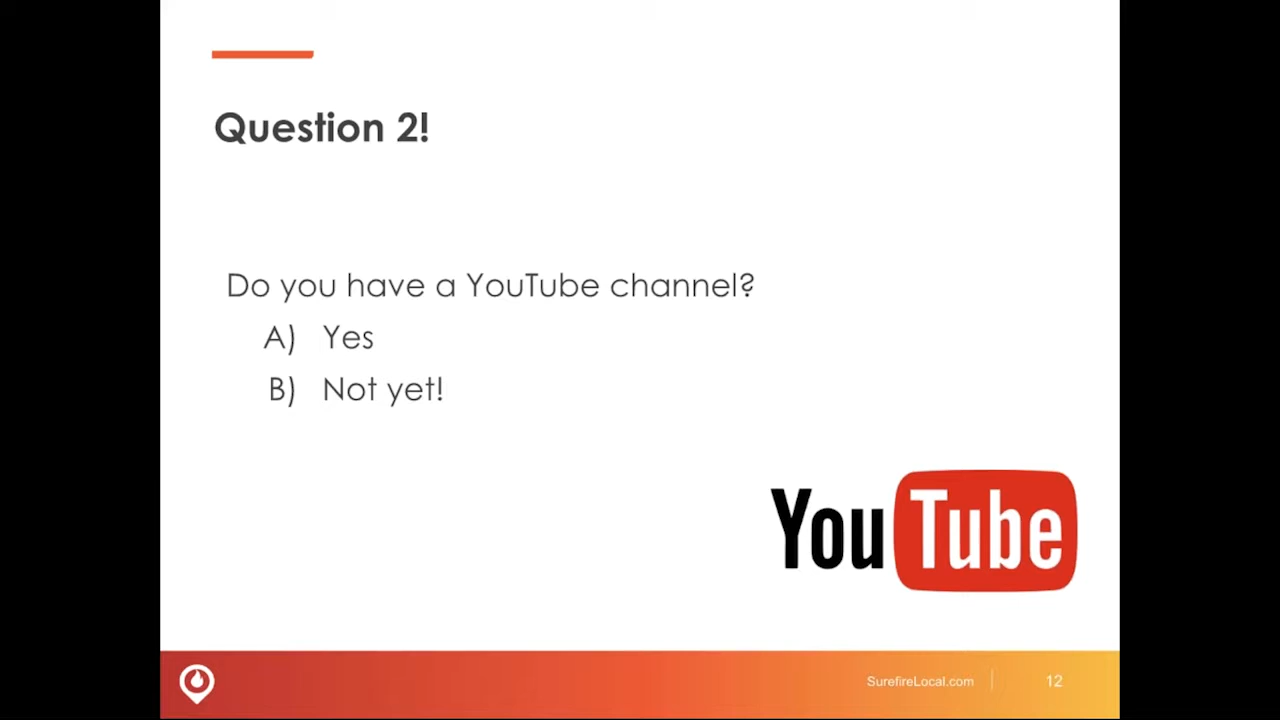 Question 2!
Do you have a YouTube channel?
A) Yes
B) Not yet!
YouTube
SurefireLocal.com 12